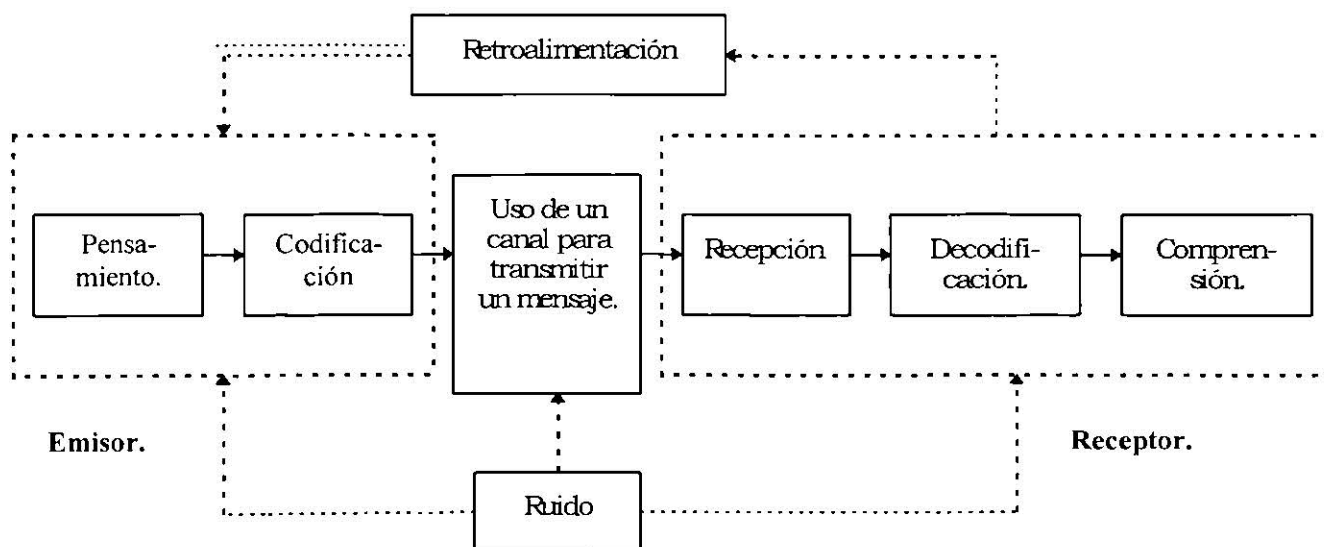 Retroalimentación
Pensa-
miento.
Codifica-
ción
Uso de un
canal para
transmitir
un mensaje.
Recepción
Decodifi-
cación.
Compren-
sión.
Emisor.
Receptor.
Ruido